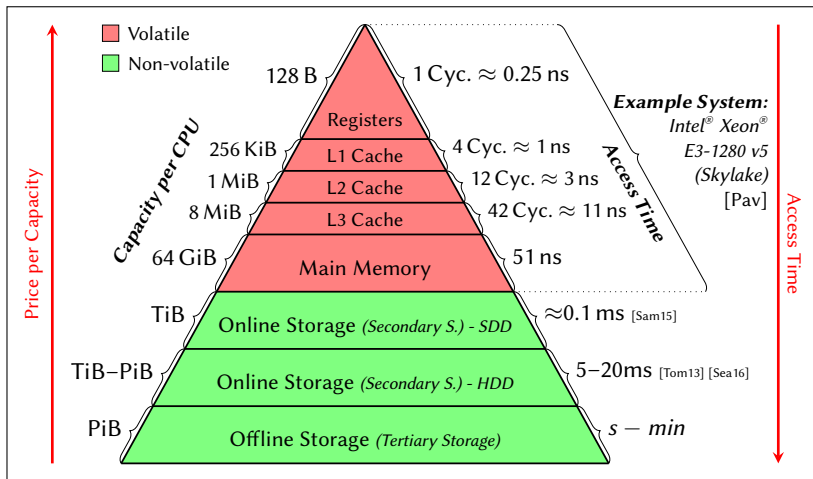 Volatile
Non-volatile
Price per Capacity
Capacity per CPU
128 B
256 KiB
1 MiB
8 MiB
64 GiB
TiB
TiB–PiB
PiB
Registers
L1 Cache
L2 Cache
L3 Cache
Main Memory
Online Storage (Secondary S.) - SDD
Online Storage (Secondary S.) - HDD
Offline Storage (Tertiary Storage)
1 Cyc. ≈ 0.25 ns
4 Cyc. ≈ 1 ns
12 Cyc. ≈ 3 ns
42 Cyc. ≈ 11 ns
51 ns
≈0.1 ms [Sam15]
5–20ms [Tom13] [Sea16]
s – min
Access Time
Example System:
Intel® Xeon®
E3-1280 v5
(Skylake)
[Pav]
Access Time